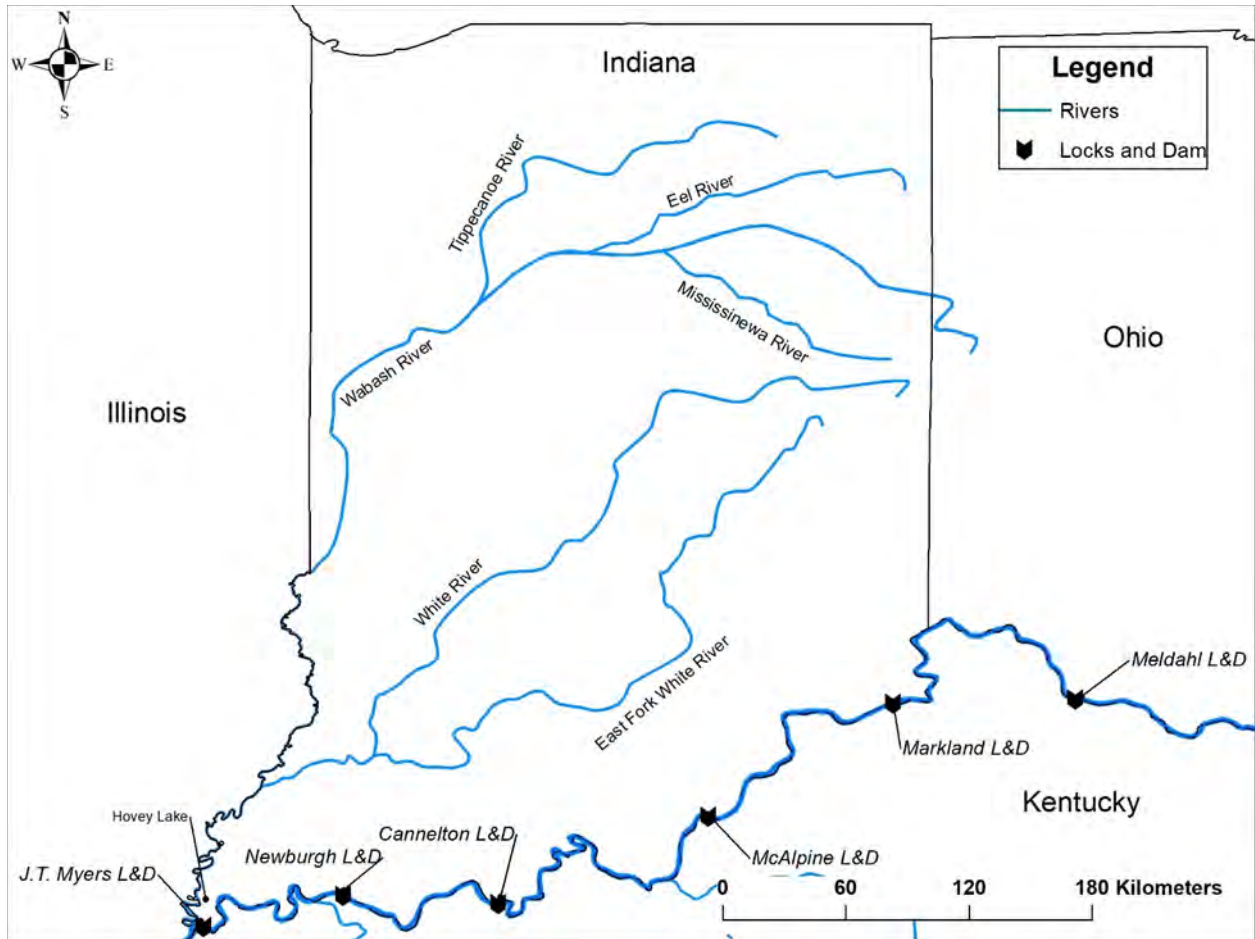 N
W E
S
Indiana
Legend
Rivers
Locks and Dam
Tippecanoe River
Eel River
Mississinewa River
Ohio
Wabash River
Illinois
White River
East Fork White River
Meldahl L&D
Markland L&D
Kentucky
Hovey Lake
Cannelton L&D
Newburgh L&D
McAlpine L&D
J.T. Myers L&D
0 60 120 180 Kilometers